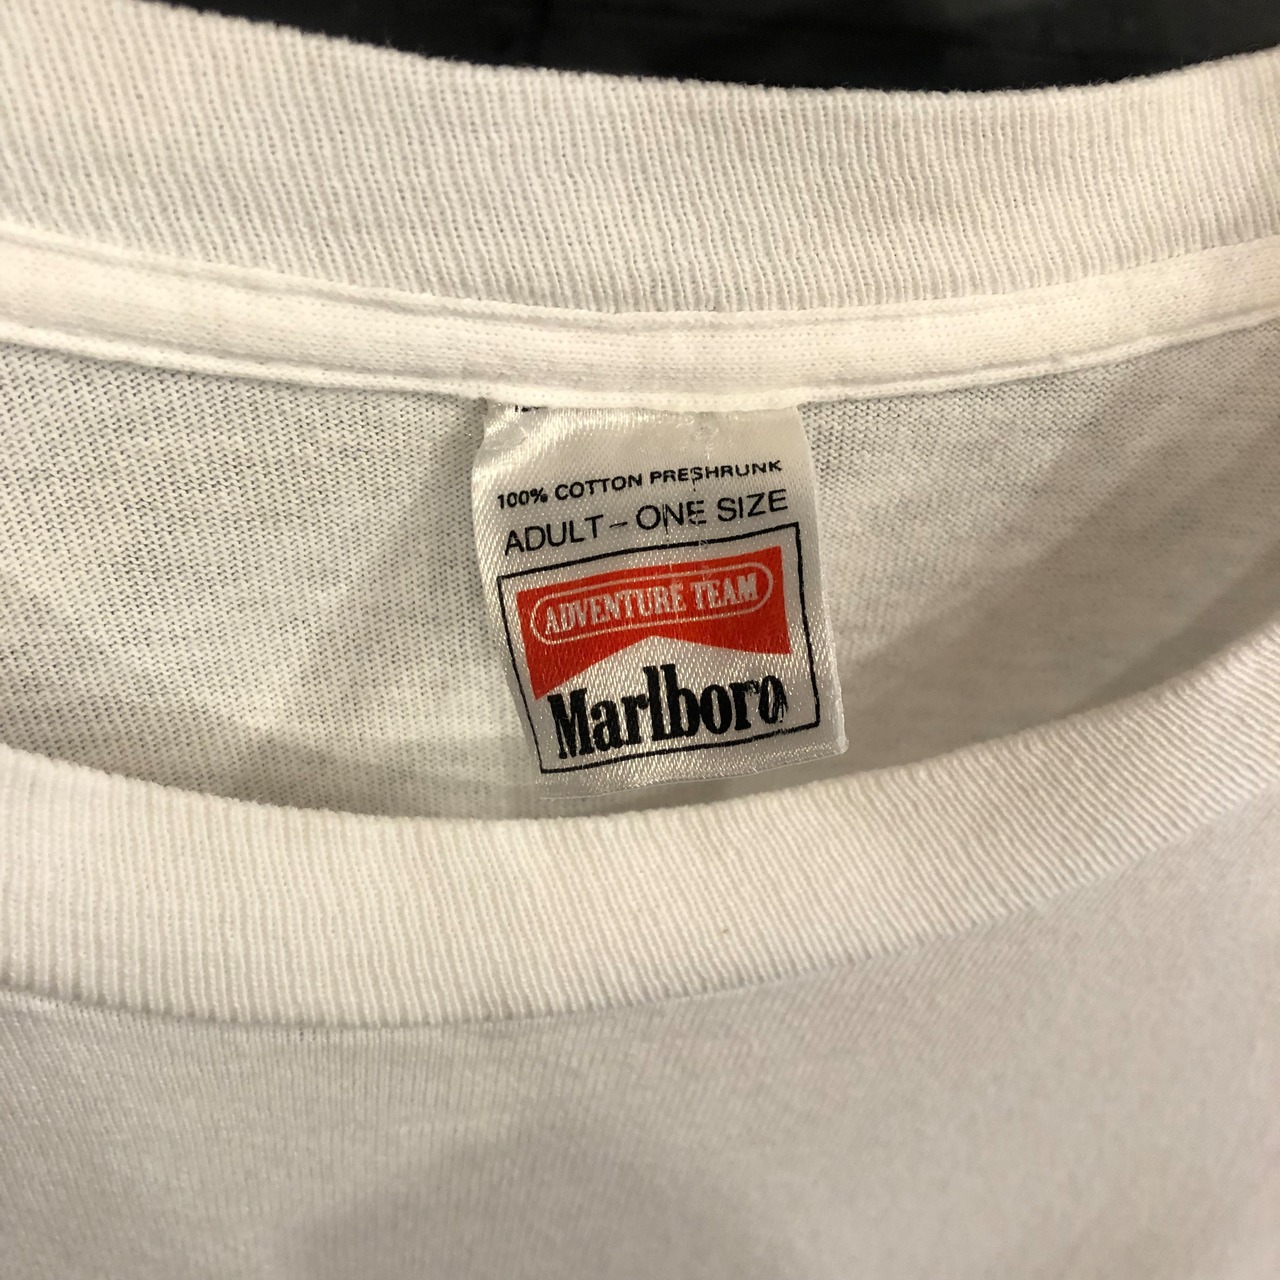 100% COTTON PRESHRUNK
ADULT – ONE SIZE
ADVENTURE TEAM
Marlboro